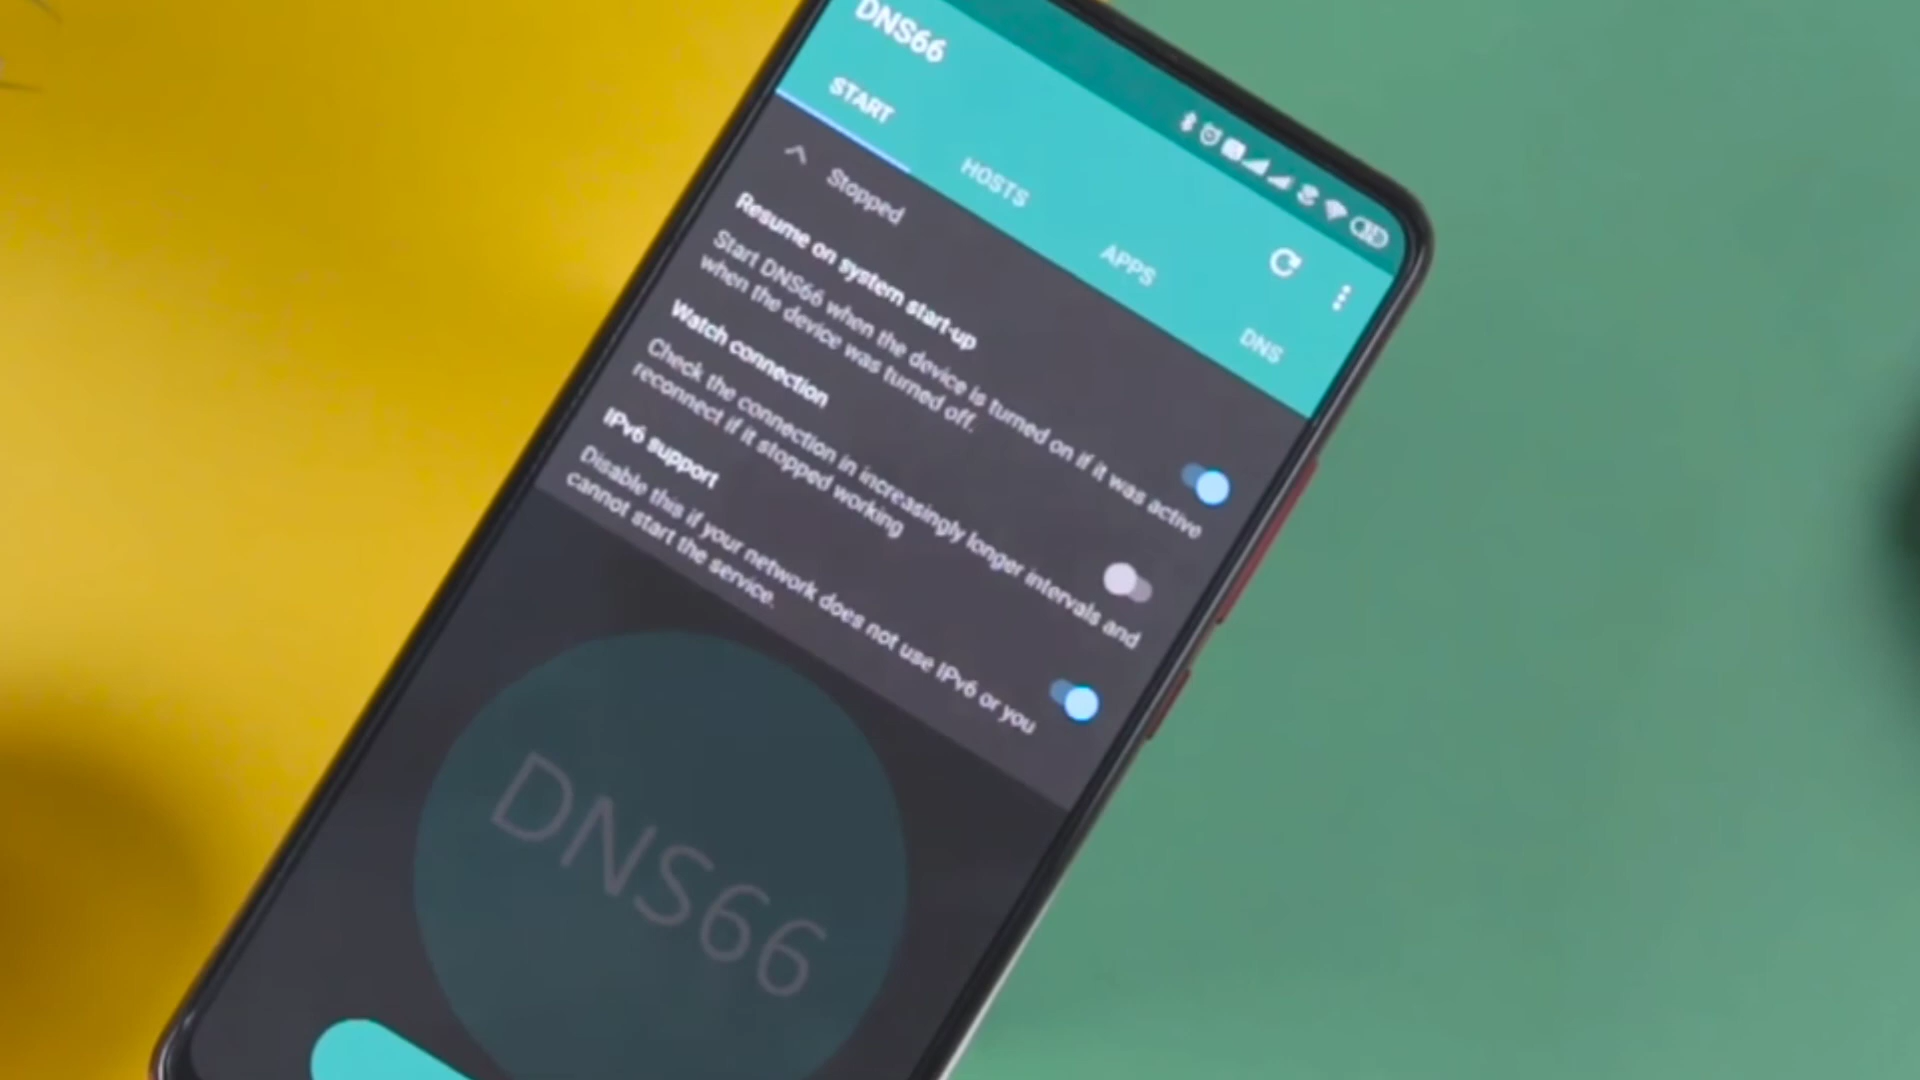 DNS66
START
HOSTS
APPS
DNS
Stopped
Resume on system start-up
Start DNS66 when the device is turned on if it was active
when the device was turned off.
Watch connection
Check the connection in increasingly longer intervals and
reconnect if it stopped working
IPv6 support
Disable this if your network does not use IPv6 or you
cannot start the service.
DNS66